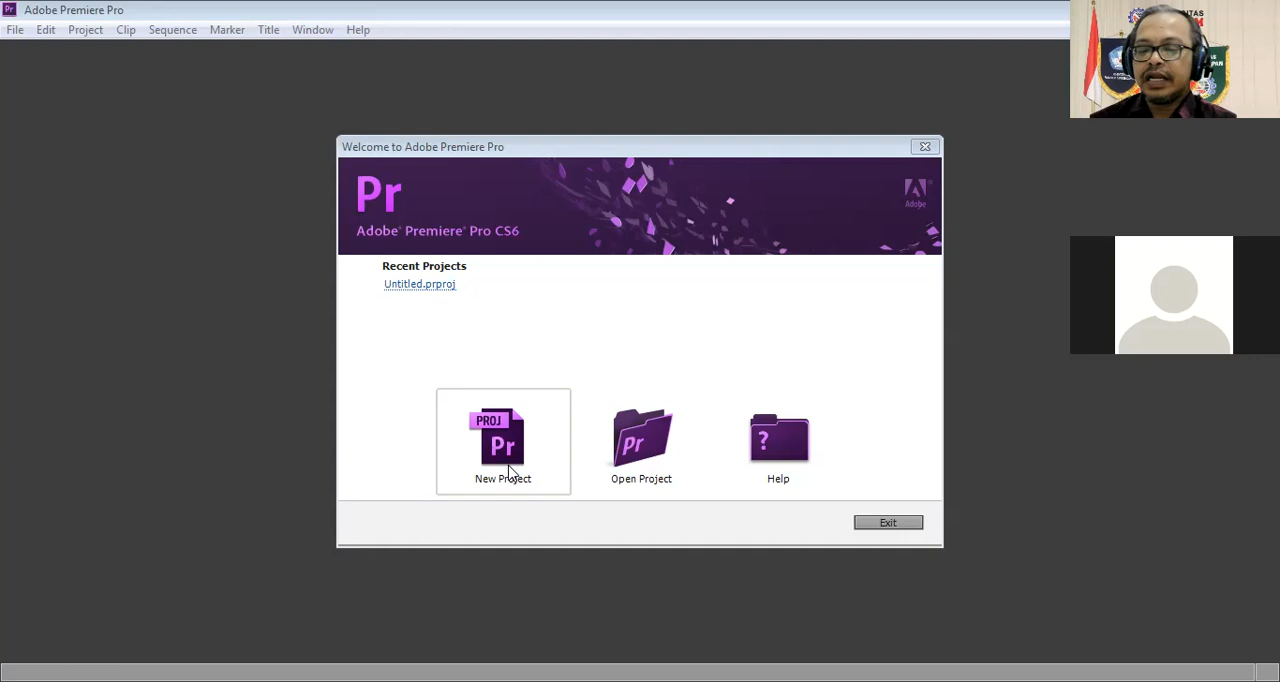 Adobe Premiere Pro
File Edit Project Clip Sequence Marker Title Window Help
Welcome to Adobe Premiere Pro
Pr
Adobe
Adobe® Premiere® Pro CS6
Recent Projects
Untitled.prproj
PROJ
Pr
Pr
?
New Project
Open Project
Help
Exit